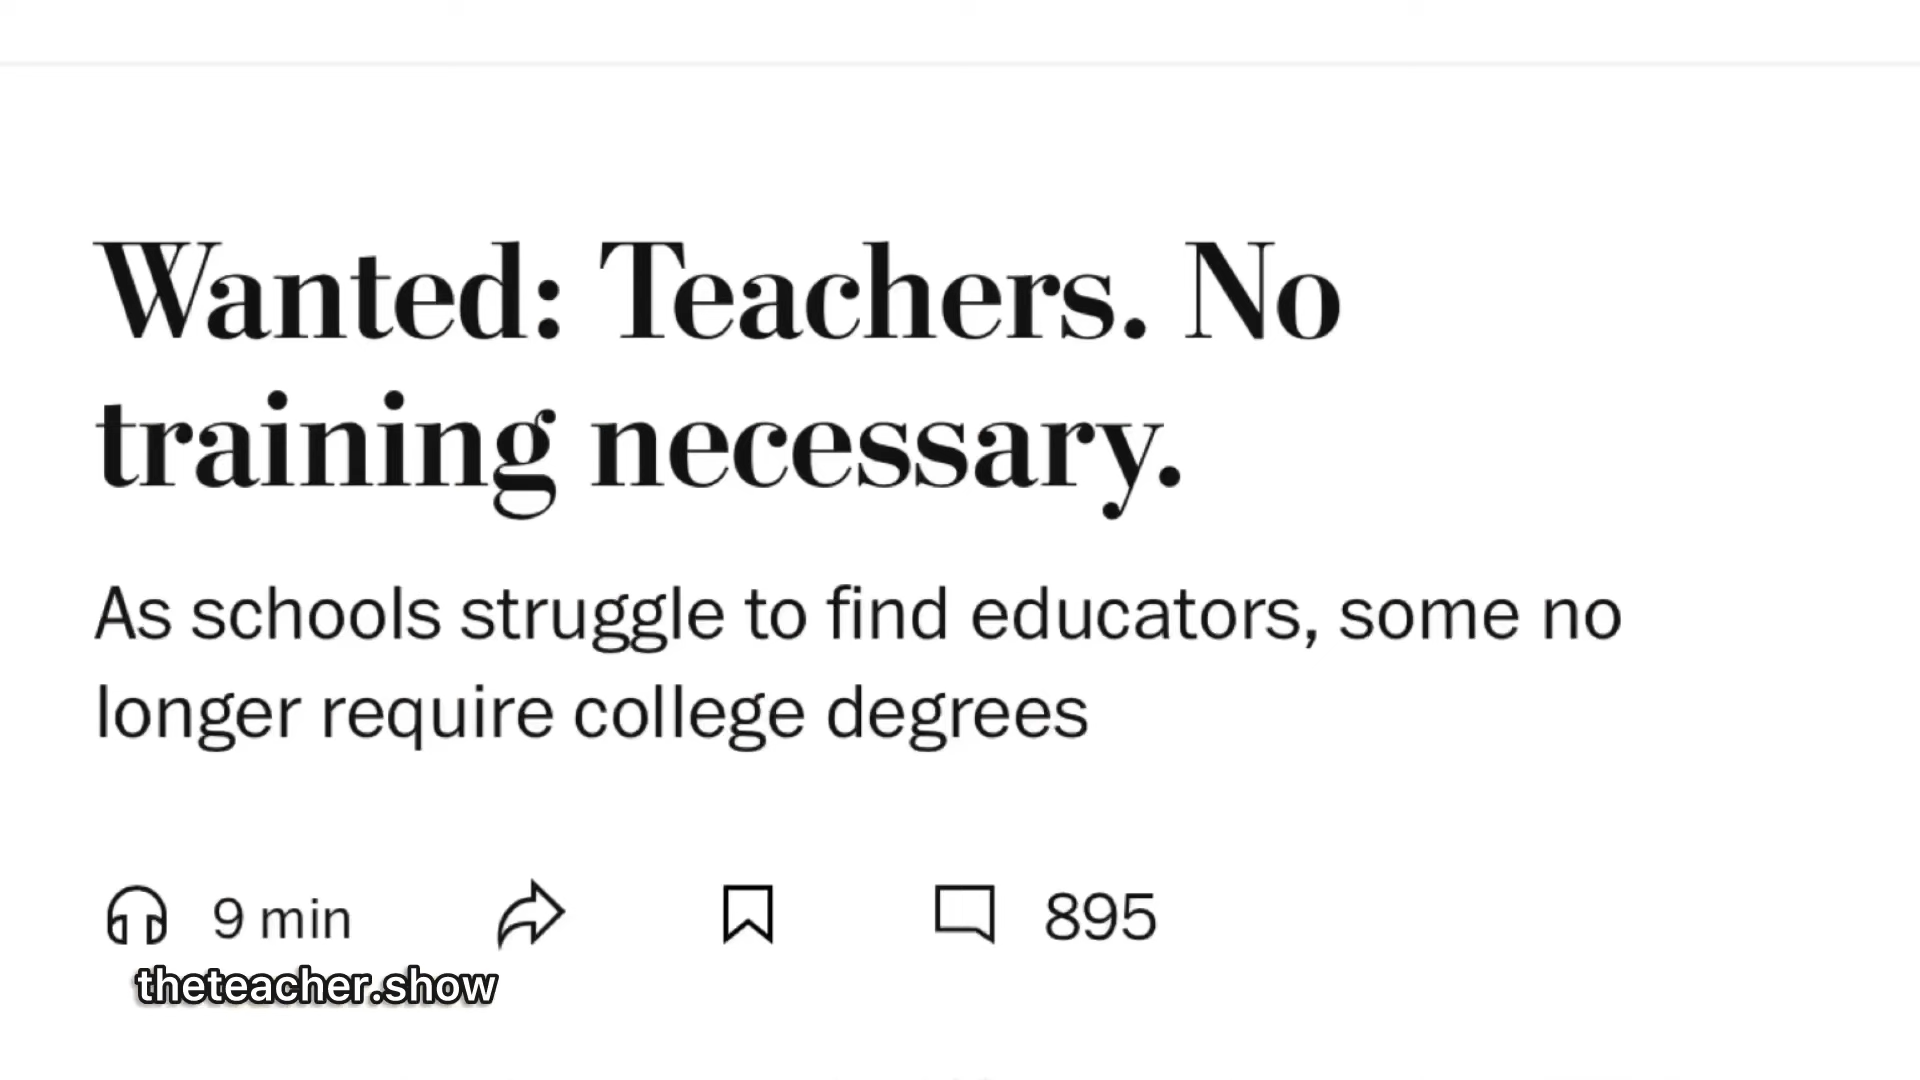 Wanted: Teachers. No
training necessary.
As schools struggle to find educators, some no
longer require college degrees
9 min
895
theteacher.show